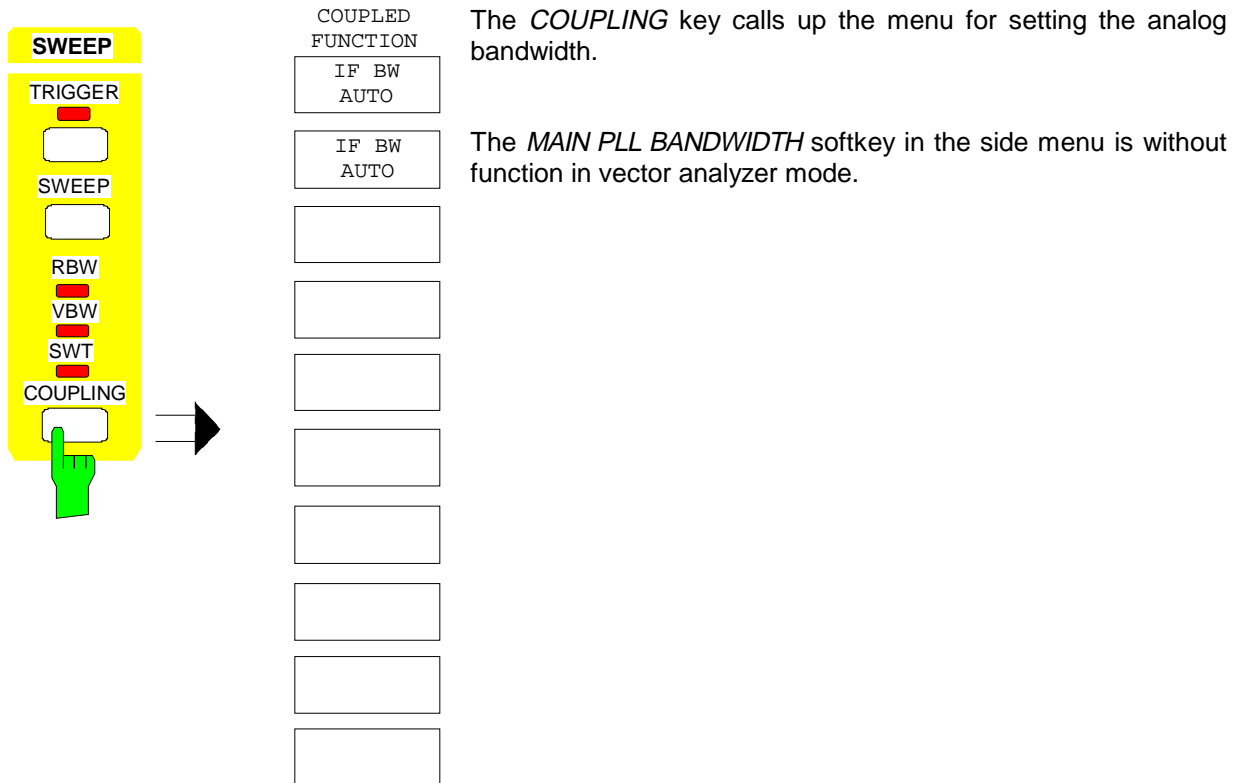 SWEEP
TRIGGER
SWEEP
RBW
VBW
SWT
COUPLING
COUPLED
FUNCTION
IF BW
AUTO
IF BW
AUTO
The COUPLING key calls up the menu for setting the analog
bandwidth.
The MAIN PLL BANDWIDTH softkey in the side menu is without
function in vector analyzer mode.